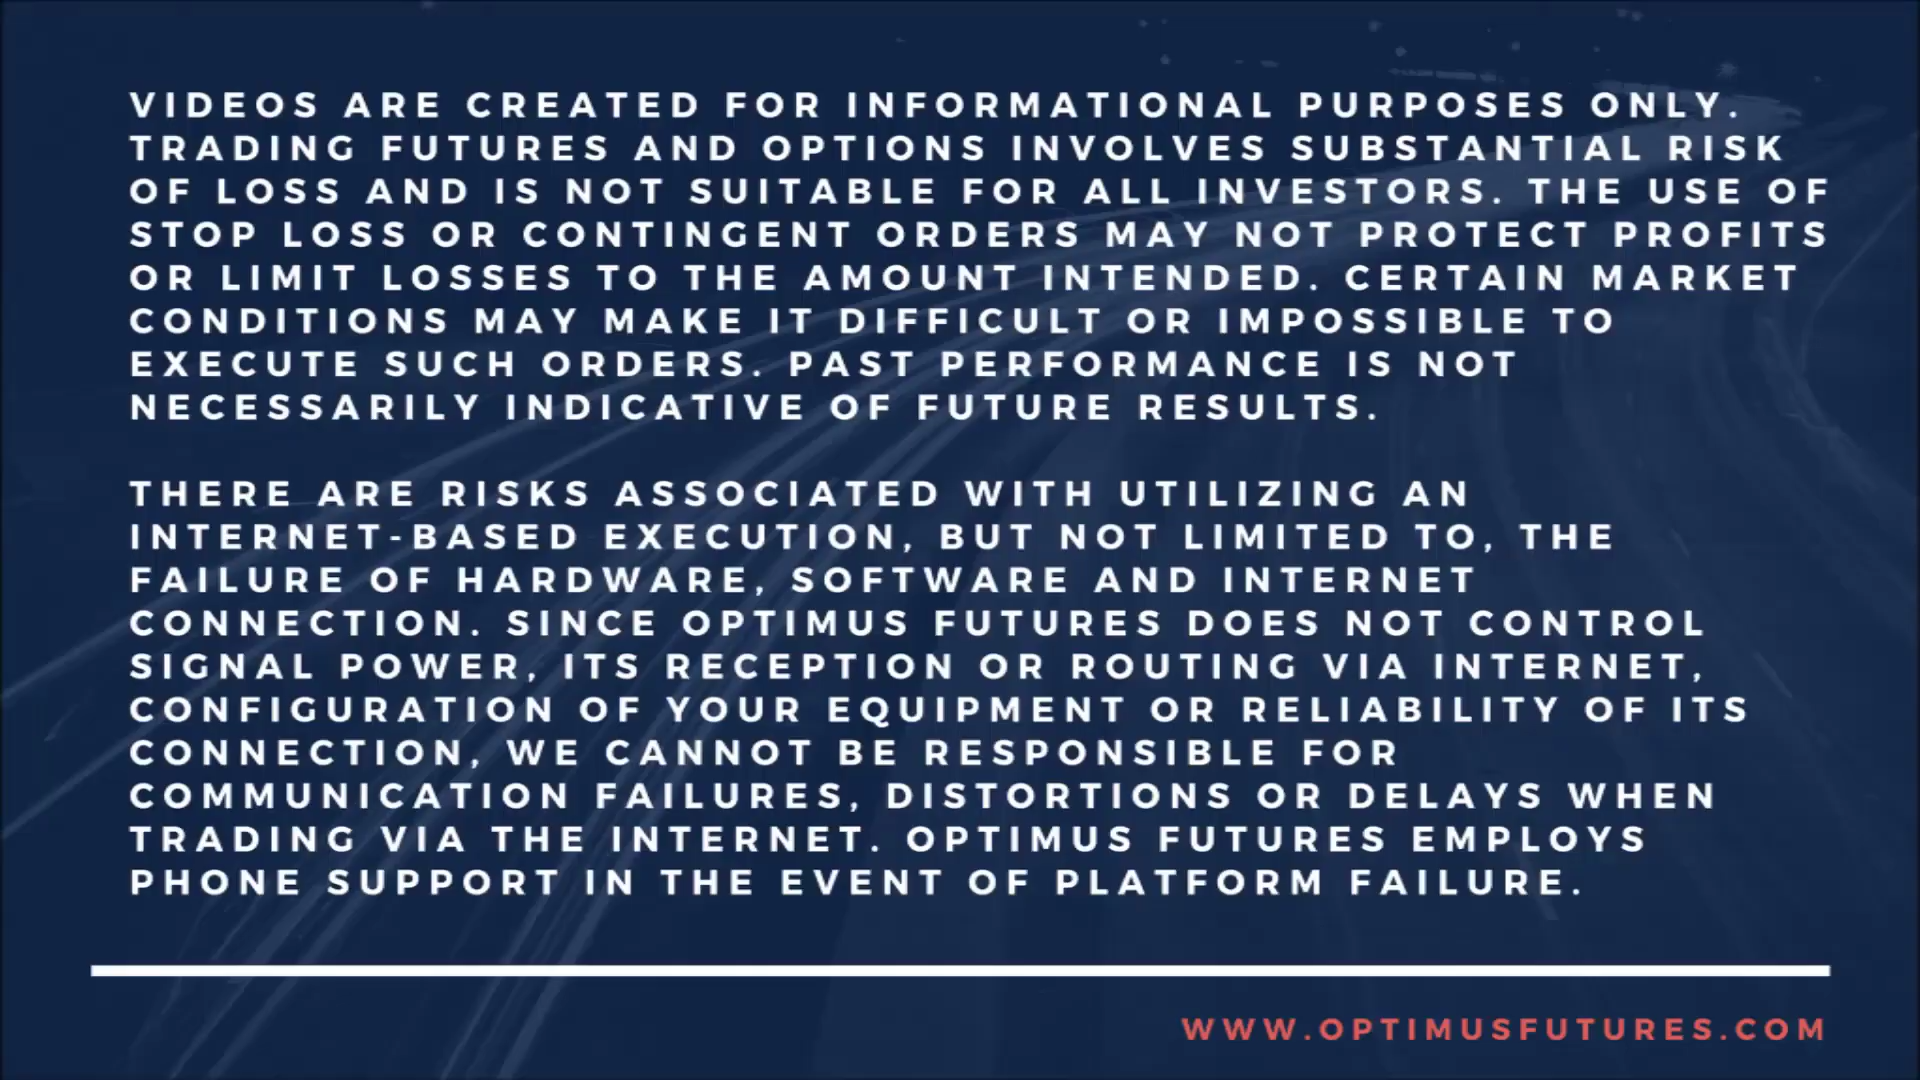 VIDEOS ARE CREATED FOR INFORMATIONAL PURPOSES ONLY.
TRADING FUTURES AND OPTIONS INVOLVES SUBSTANTIAL RISK
OF LOSS AND IS NOT SUITABLE FOR ALL INVESTORS. THE USE OF
STOP LOSS OR CONTINGENT ORDERS MAY NOT PROTECT PROFITS
OR LIMIT LOSSES TO THE AMOUNT INTENDED. CERTAIN MARKET
CONDITIONS MAY MAKE IT DIFFICULT OR IMPOSSIBLE TO
EXECUTE SUCH ORDERS. PAST PERFORMANCE IS NOT
NECESSARILY INDICATIVE OF FUTURE RESULTS.
THERE ARE RISKS ASSOCIATED WITH UTILIZING AN
INTERNET-BASED EXECUTION, BUT NOT LIMITED TO, THE
FAILURE OF HARDWARE, SOFTWARE AND INTERNET
CONNECTION. SINCE OPTIMUS FUTURES DOES NOT CONTROL
SIGNAL POWER, ITS RECEPTION OR ROUTING VIA INTERNET,
CONFIGURATION OF YOUR EQUIPMENT OR RELIABILITY OF ITS
CONNECTION, WE CANNOT BE RESPONSIBLE FOR
COMMUNICATION FAILURES, DISTORTIONS OR DELAYS WHEN
TRADING VIA THE INTERNET. OPTIMUS FUTURES EMPLOYS
PHONE SUPPORT IN THE EVENT OF PLATFORM FAILURE.
WWW.OPTIMUSFUTURES.COM